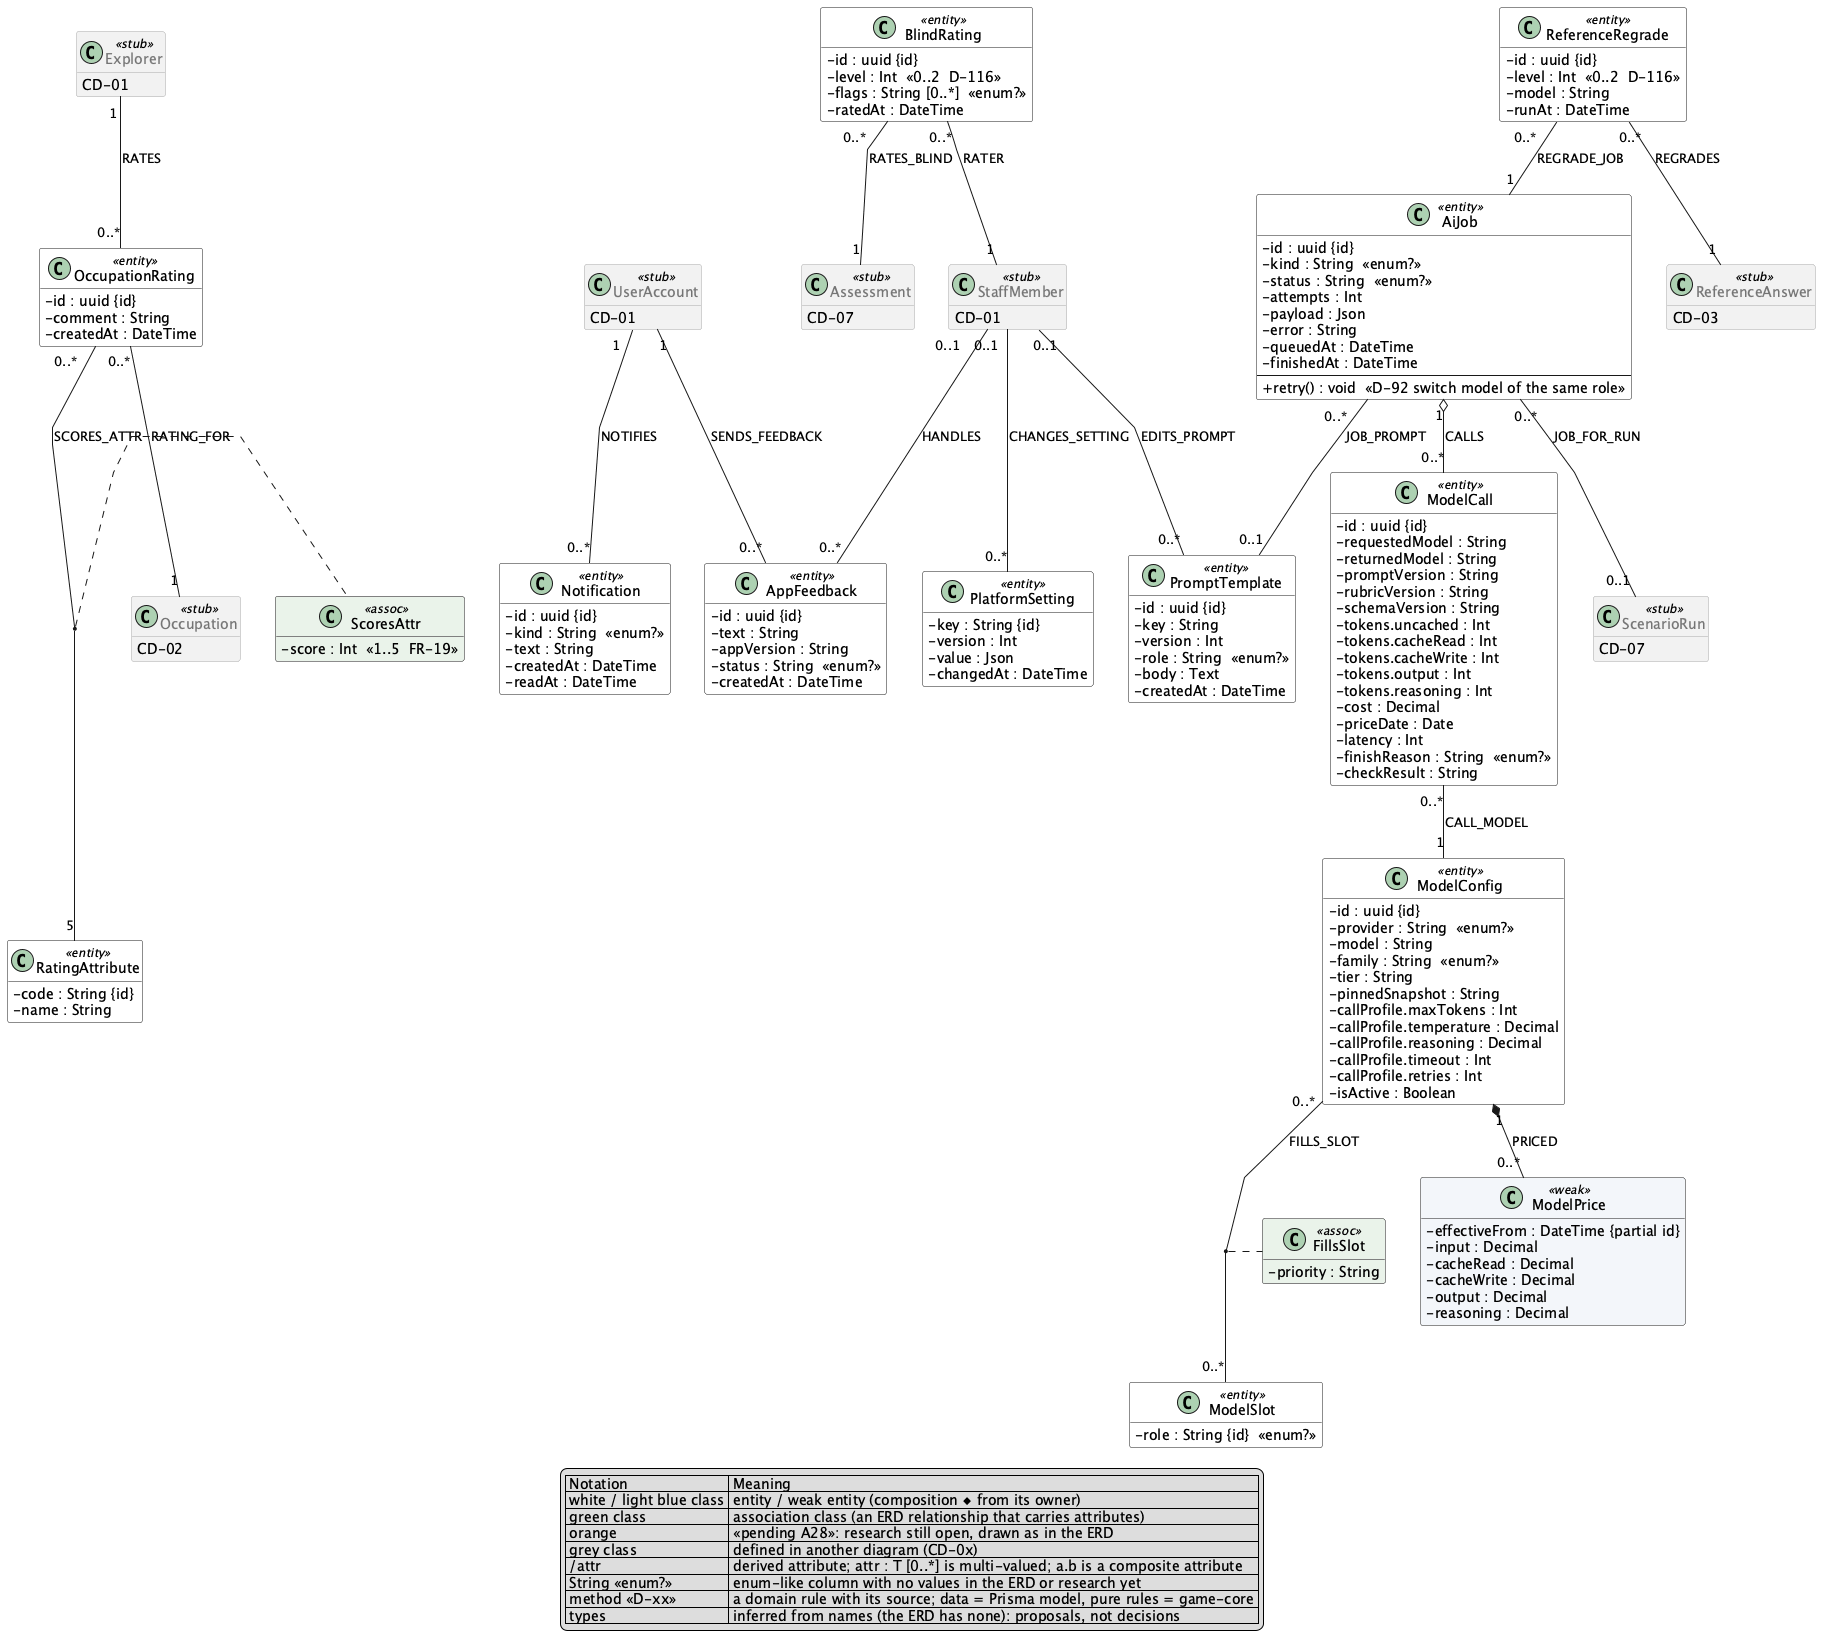 «stub»
C Explorer
CD-01
1
RATES
0..*
«entity»
C OccupationRating
-id : uuid {id}
-comment : String
-createdAt : DateTime
0..*
0..*
SCORES_ATTR
RATING_FOR
1
«stub»
C Occupation
CD-02
«assoc»
C ScoresAttr
-score : Int «1..5 FR-19»
5
«entity»
C RatingAttribute
-code : String {id}
-name : String
«entity»
C BlindRating
-id : uuid {id}
-level : Int «0..2 D-116»
-flags : String [0..*] «enum?»
-ratedAt : DateTime
0..*
0..*
RATES_BLIND
RATER
1
1
«stub»
C UserAccount
CD-01
«stub»
C Assessment
CD-07
«stub»
C StaffMember
CD-01
1
1
0..1
0..1
0..1
NOTIFIES
SENDS_FEEDBACK
HANDLES
CHANGES_SETTING
EDITS_PROMPT
0..*
0..*
0..*
0..*
0..*
«entity»
C Notification
-id : uuid {id}
-kind : String «enum?»
-text : String
-createdAt : DateTime
-readAt : DateTime
«entity»
C AppFeedback
-id : uuid {id}
-text : String
-appVersion : String
-status : String «enum?»
-createdAt : DateTime
«entity»
C PlatformSetting
-key : String {id}
-version : Int
-value : Json
-changedAt : DateTime
«entity»
C PromptTemplate
-id : uuid {id}
-key : String
-version : Int
-role : String «enum?»
-body : Text
-createdAt : DateTime
«entity»
C ReferenceRegrade
-id : uuid {id}
-level : Int «0..2 D-116»
-model : String
-runAt : DateTime
0..*
0..*
REGRADE_JOB
REGRADES
1
1
«entity»
C AiJob
-id : uuid {id}
-kind : String «enum?»
-status : String «enum?»
-attempts : Int
-payload : Json
-error : String
-queuedAt : DateTime
-finishedAt : DateTime
+retry() : void «D-92 switch model of the same role»
«stub»
C ReferenceAnswer
CD-03
0..*
1
0..*
JOB_PROMPT
CALLS
JOB_FOR_RUN
0..1
0..*
0..1
«entity»
C ModelCall
-id : uuid {id}
-requestedModel : String
-returnedModel : String
-promptVersion : String
-rubricVersion : String
-schemaVersion : String
-tokens.uncached : Int
-tokens.cacheRead : Int
-tokens.cacheWrite : Int
-tokens.output : Int
-tokens.reasoning : Int
-cost : Decimal
-priceDate : Date
-latency : Int
-finishReason : String «enum?»
-checkResult : String
«stub»
C ScenarioRun
CD-07
0..*
CALL_MODEL
1
«entity»
C ModelConfig
-id : uuid {id}
-provider : String «enum?»
-model : String
-family : String «enum?»
-tier : String
-pinnedSnapshot : String
-callProfile.maxTokens : Int
-callProfile.temperature : Decimal
-callProfile.reasoning : Decimal
-callProfile.timeout : Int
-callProfile.retries : Int
-isActive : Boolean
0..*
1
FILLS_SLOT
PRICED
0..*
«assoc»
C FillsSlot
-priority : String
«weak»
C ModelPrice
-effectiveFrom : DateTime {partial id}
-input : Decimal
-cacheRead : Decimal
-cacheWrite : Decimal
-output : Decimal
-reasoning : Decimal
0..*
«entity»
C ModelSlot
-role : String {id} «enum?»
Notation Meaning
white / light blue class entity / weak entity (composition ◆ from its owner)
green class association class (an ERD relationship that carries attributes)
orange «pending A28»: research still open, drawn as in the ERD
grey class defined in another diagram (CD-0x)
/attr derived attribute; attr : T [0..*] is multi-valued; a.b is a composite attribute
String «enum?» enum-like column with no values in the ERD or research yet
method «D-xx» a domain rule with its source; data = Prisma model, pure rules = game-core
types inferred from names (the ERD has none): proposals, not decisions